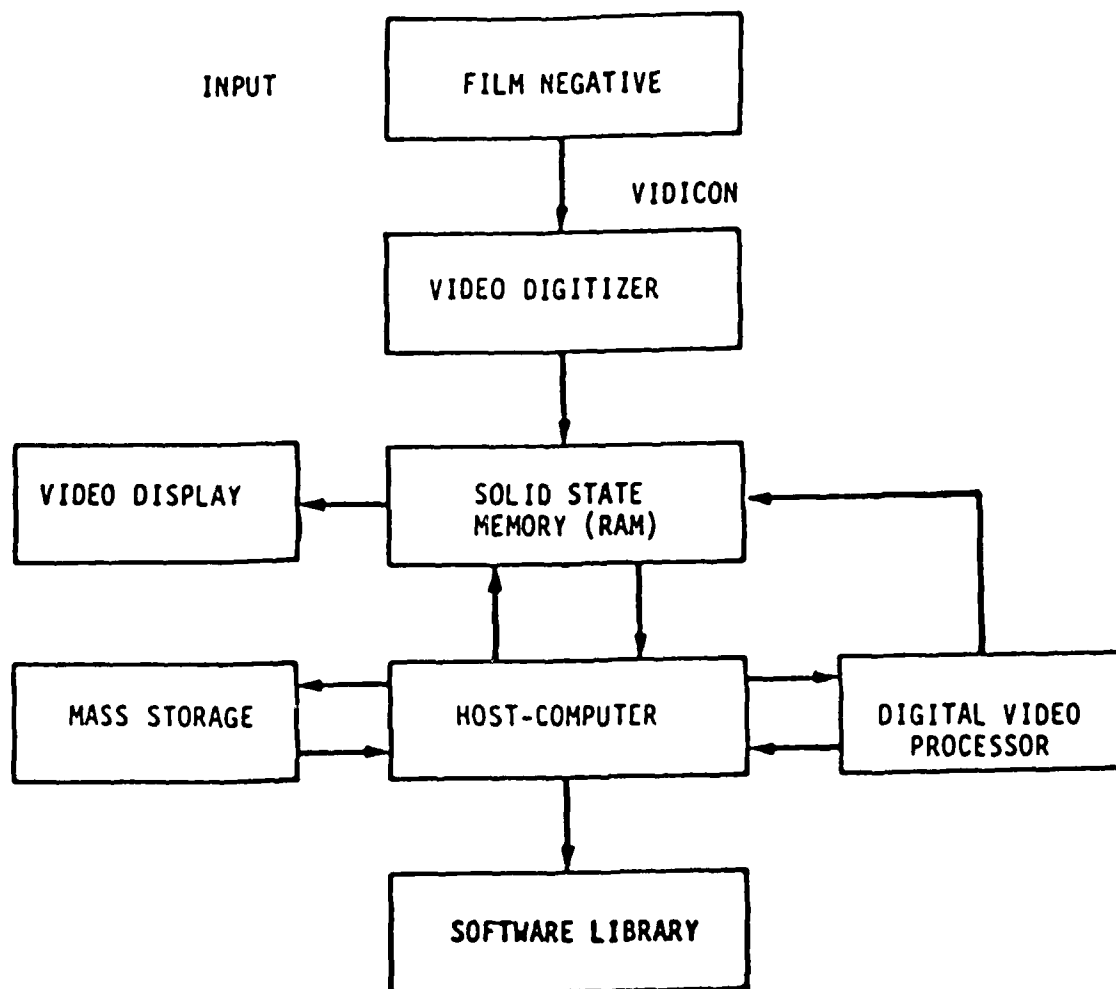 INPUT
FILM NEGATIVE
VIDICON
VIDEO DIGITIZER
VIDEO DISPLAY
SOLID STATE
MEMORY (RAM)
MASS STORAGE
HOST-COMPUTER
DIGITAL VIDEO
PROCESSOR
SOFTWARE LIBRARY